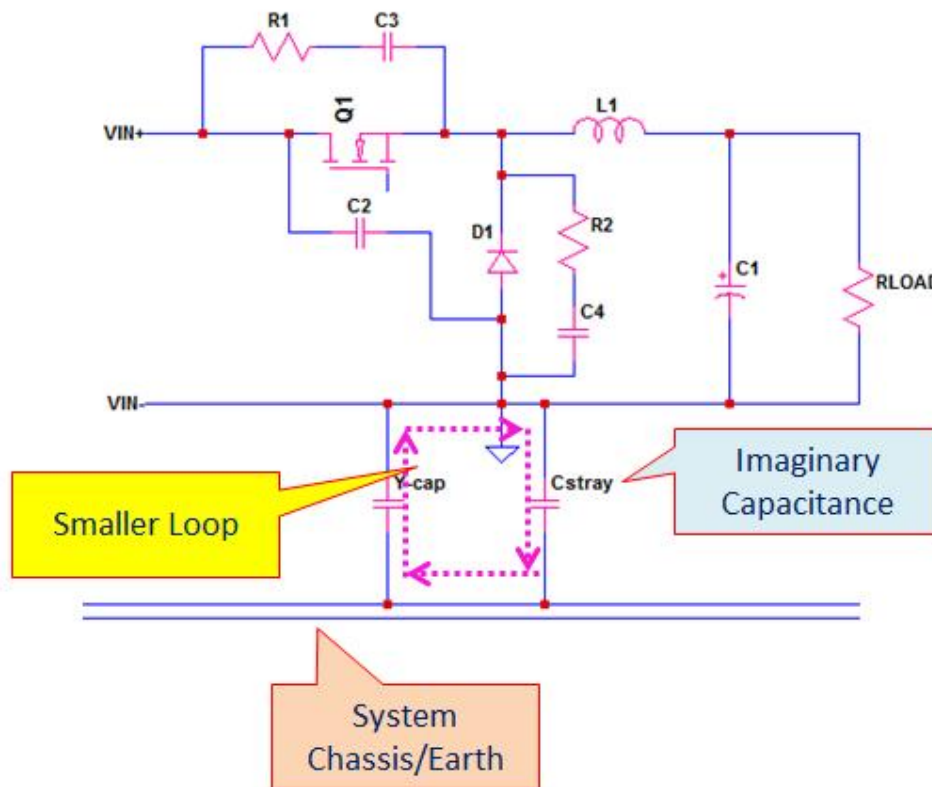 R1
C3
Q1
L1
VIN+
C2
D1
R2
C1
RLOAD
C4
VIN-
Y-cap
Cstray
Imaginary
Capacitance
Smaller Loop
System
Chassis/Earth